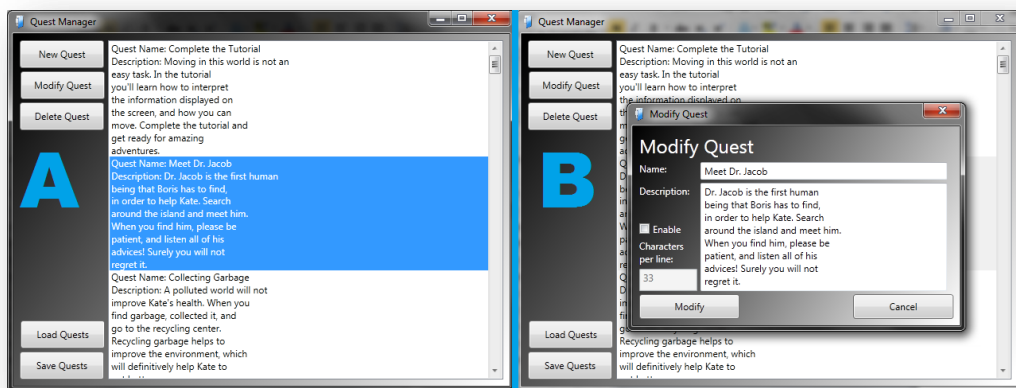 Quest Manager
New Quest
Modify Quest
Delete Quest
A
Load Quests
Save Quests
Quest Name: Complete the Tutorial
Description: Moving in this world is not an
easy task. In the tutorial
you'll learn how to interpret
the information displayed on
the screen, and how you can
move. Complete the tutorial and
get ready for amazing
adventures.
Quest Name: Meet Dr. Jacob
Description: Dr. Jacob is the first human
being that Boris has to find,
in order to help Kate. Search
around the island and meet him.
When you find him, please be
patient, and listen all of his
advices! Surely you will not
regret it.
Quest Name: Collecting Garbage
Description: A polluted world will not
improve Kate's health. When you
find garbage, collected it, and
go to the recycling center.
Recycling garbage helps to
improve the environment, which
will definitively help Kate to
Quest Manager
New Quest
Modify Quest
Delete Quest
B
Load Quests
Save Quests
Quest Name: Complete the Tutorial
Description: Moving in this world is not an
easy task. In the tutorial
you'll learn how to interpret
the information displayed on
Modify Quest
Modify Quest
Name:
Meet Dr. Jacob
Description:
Dr. Jacob is the first human
being that Boris has to find,
in order to help Kate. Search
around the island and meet him.
When you find him, please be
patient, and listen all of his
advices! Surely you will not
regret it.
Enable
Characters
per line:
33
Modify
Cancel
go to the recycling center.
Recycling garbage helps to
improve the environment, which
will definitively help Kate to